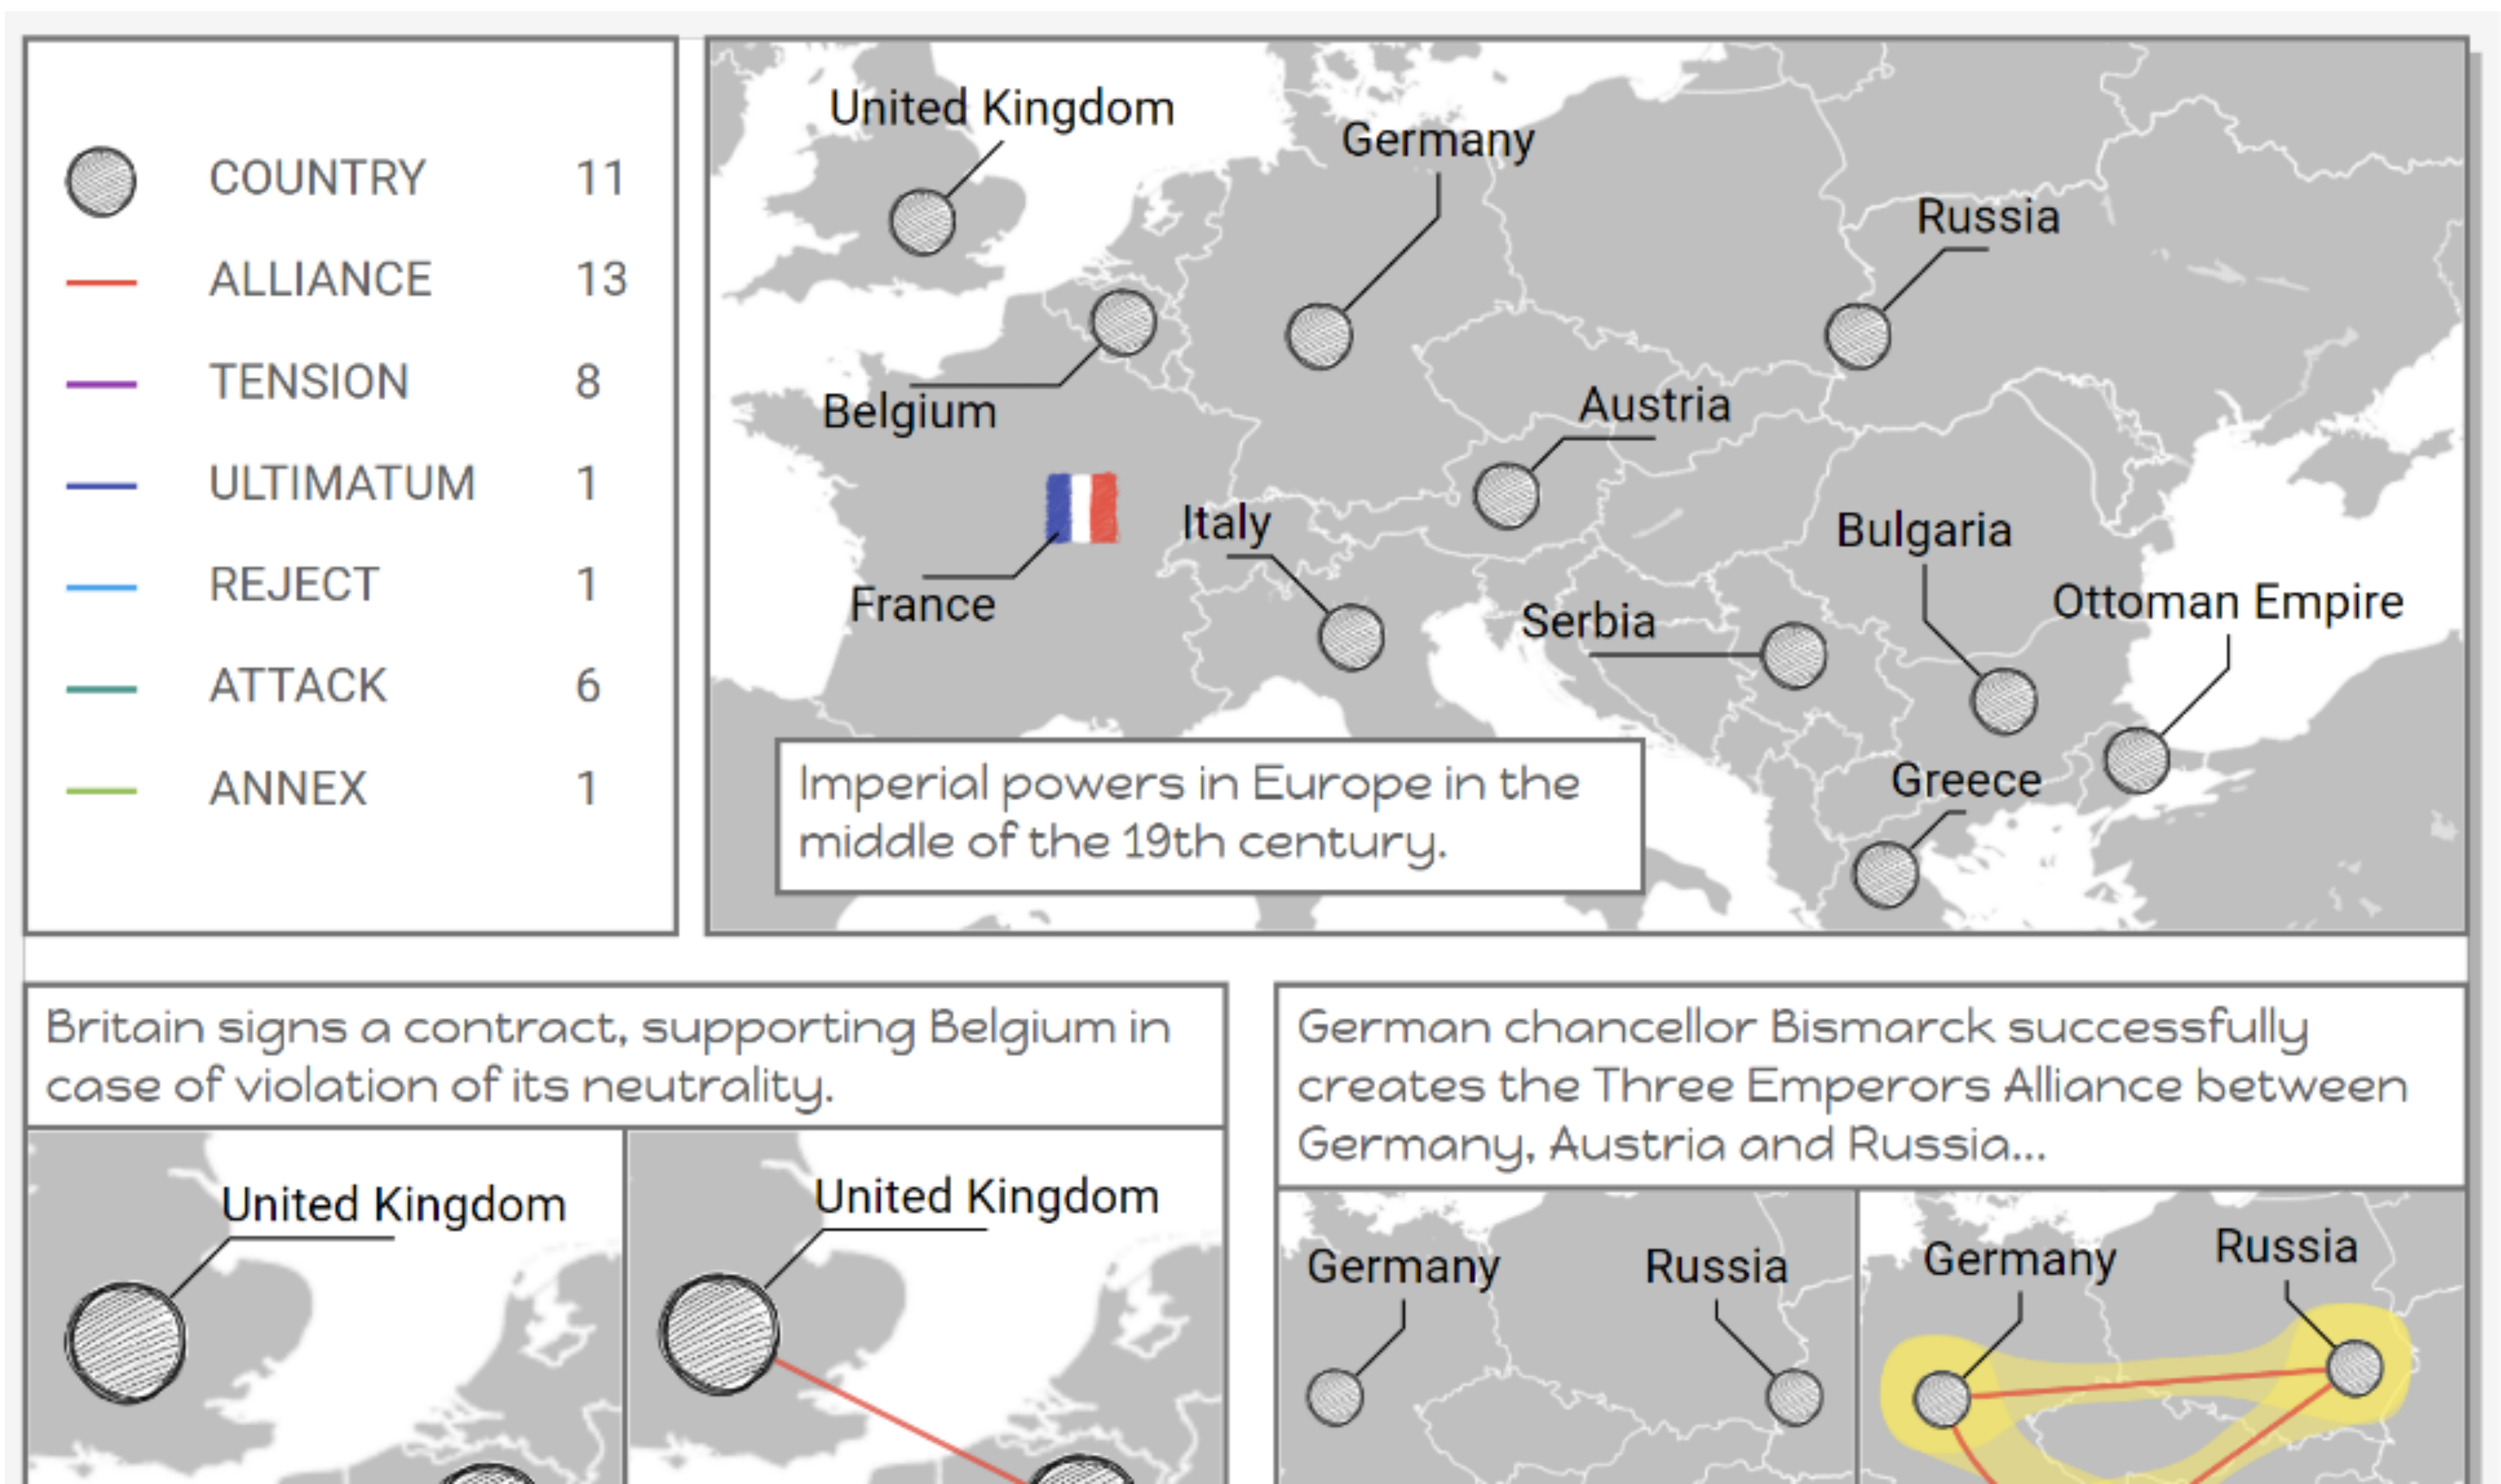 COUNTRY 11
ALLIANCE 13
TENSION 8
ULTIMATUM 1
REJECT 1
ATTACK 6
ANNEX 1
United Kingdom
Germany
Russia
Belgium
Austria
France
Italy
Serbia
Bulgaria
Ottoman Empire
Greece
Imperial powers in Europe in the
middle of the 19th century.
Britain signs a contract, supporting Belgium in
case of violation of its neutrality.
United Kingdom
United Kingdom
German chancellor Bismarck successfully
creates the Three Emperors Alliance between
Germany, Austria and Russia...
Germany
Russia
Germany
Russia